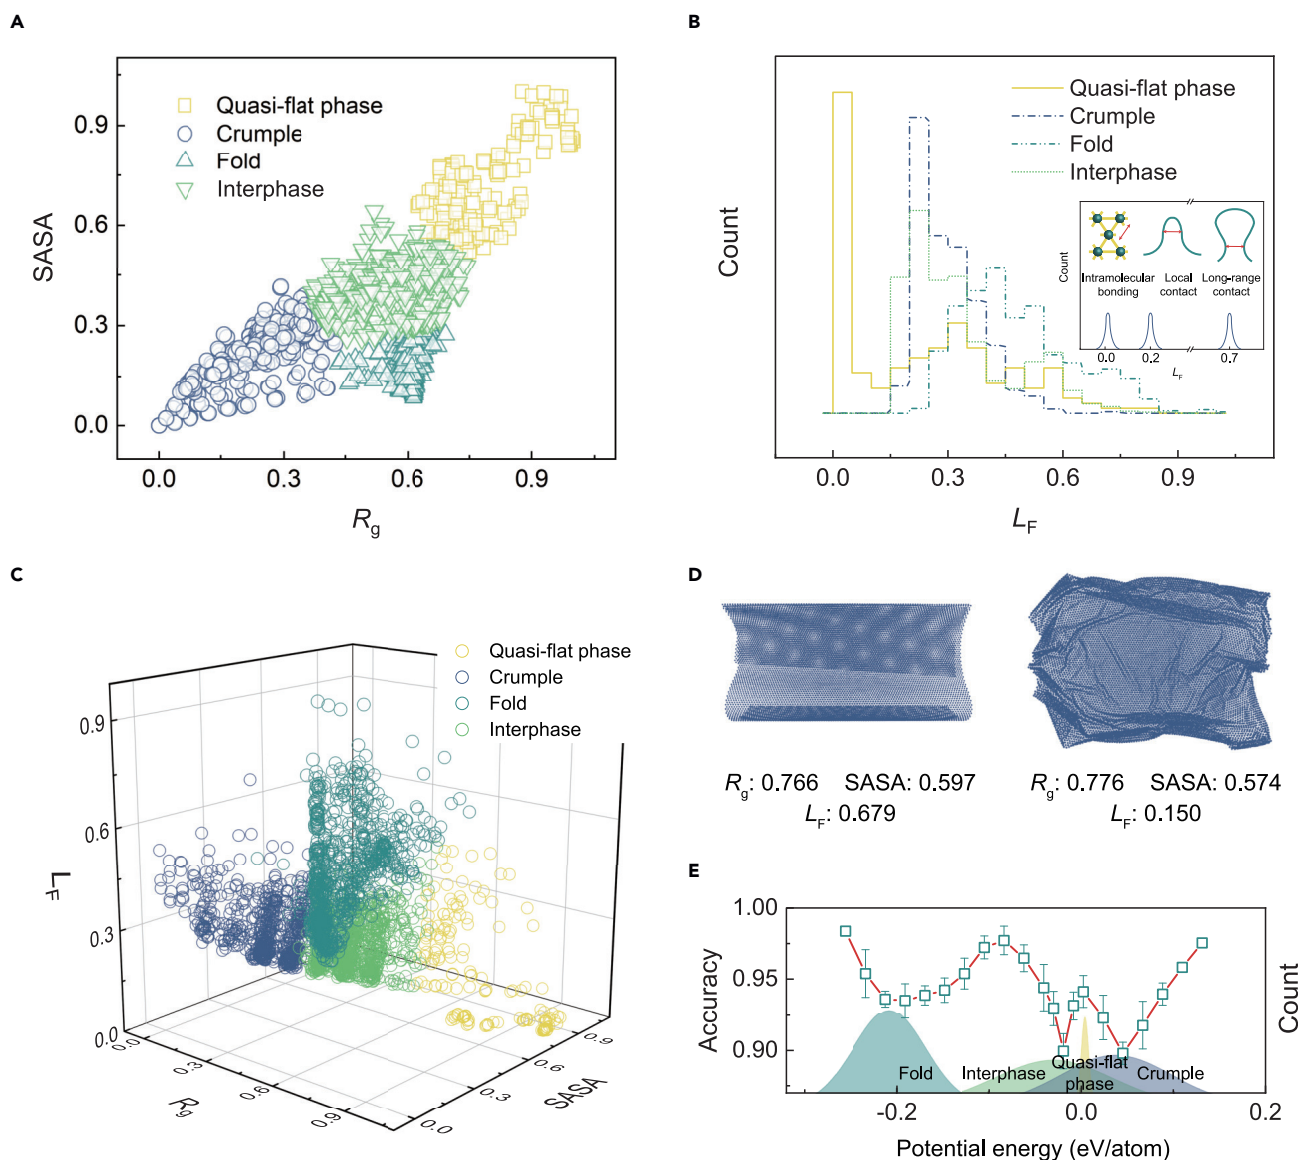 A
SASA
0.9
0.6
0.3
0.0
Quasi-flat phase
Crumple
Fold
Interphase
0.0 0.3 0.6 0.9
Rg
B
Count
Quasi-flat phase
Crumple
Fold
Interphase
Count
Intramolecular bonding
Local contact
Long-range contact
0.0 0.2 0.7
LF
0.0 0.3 0.6 0.9
LF
C
Quasi-flat phase
Crumple
Fold
Interphase
0.9
0.6
0.3
0.0
LF
0.0 0.3 0.6 0.9
Rg
0.0 0.3 0.6 0.9
SASA
D
Rg: 0.766 SASA: 0.597
LF: 0.679
Rg: 0.776 SASA: 0.574
LF: 0.150
E
1.00
0.95
0.90
Accuracy
Count
Fold
Interphase
Quasi-flat
phase
Crumple
-0.2 0.0 0.2
Potential energy (eV/atom)